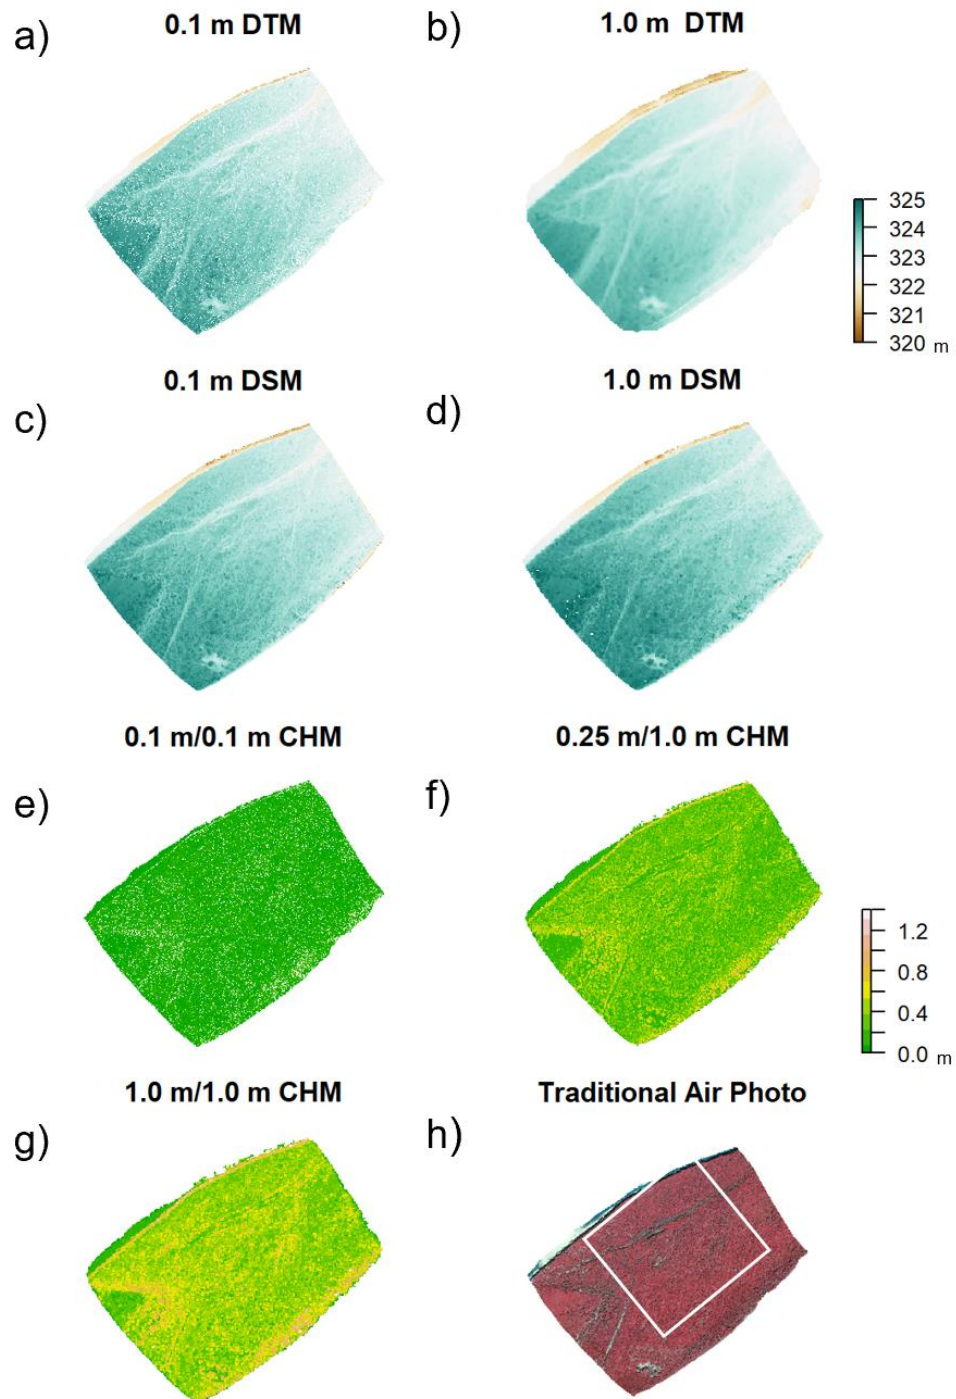 a) 0.1 m DTM
b) 1.0 m  DTM
325
324
323
322
321
320 m
c) 0.1 m DSM
d) 1.0 m DSM
e) 0.1 m/0.1 m CHM
f) 0.25 m/1.0 m CHM
1.2
0.8
0.4
0.0 m
g) 1.0 m/1.0 m CHM
h) Traditional Air Photo